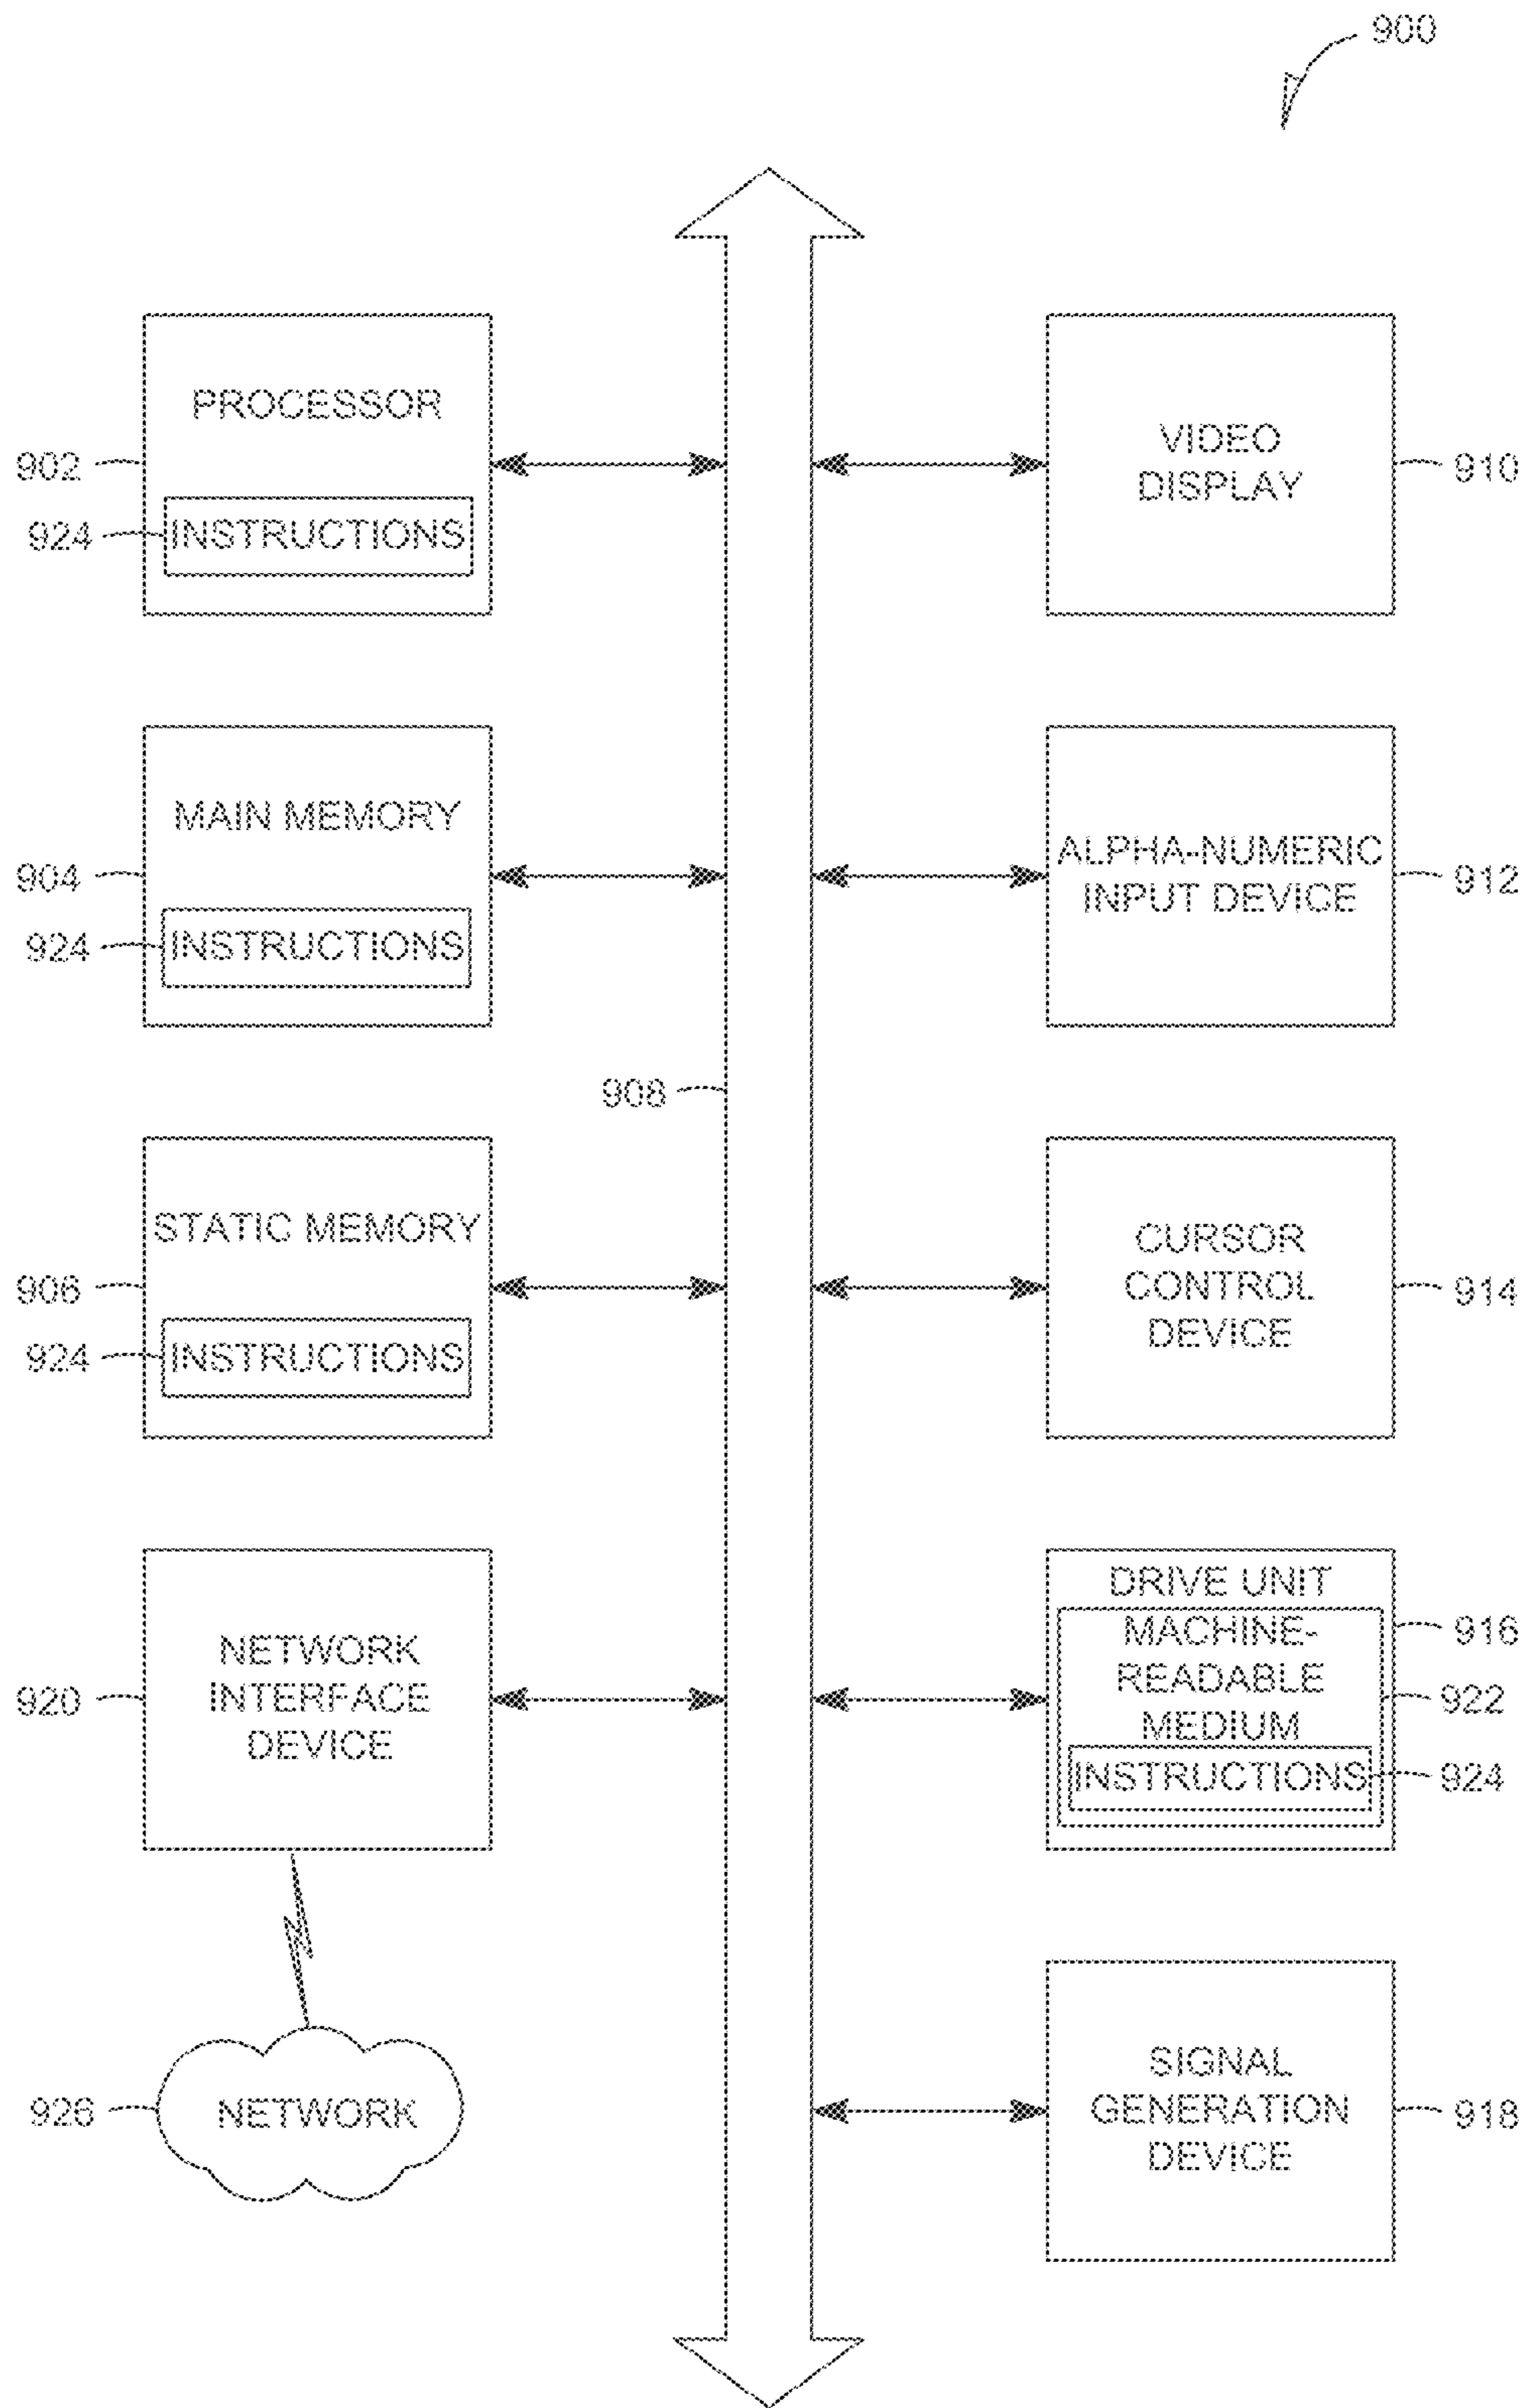 900
PROCESSOR
902
924
INSTRUCTIONS
VIDEO
DISPLAY
910
MAIN MEMORY
904
924
INSTRUCTIONS
ALPHA-NUMERIC
INPUT DEVICE
912
908
STATIC MEMORY
906
924
INSTRUCTIONS
CURSOR
CONTROL
DEVICE
914
NETWORK
INTERFACE
DEVICE
920
DRIVE UNIT
916
MACHINE-
READABLE
MEDIUM
922
INSTRUCTIONS
924
926
NETWORK
SIGNAL
GENERATION
DEVICE
918